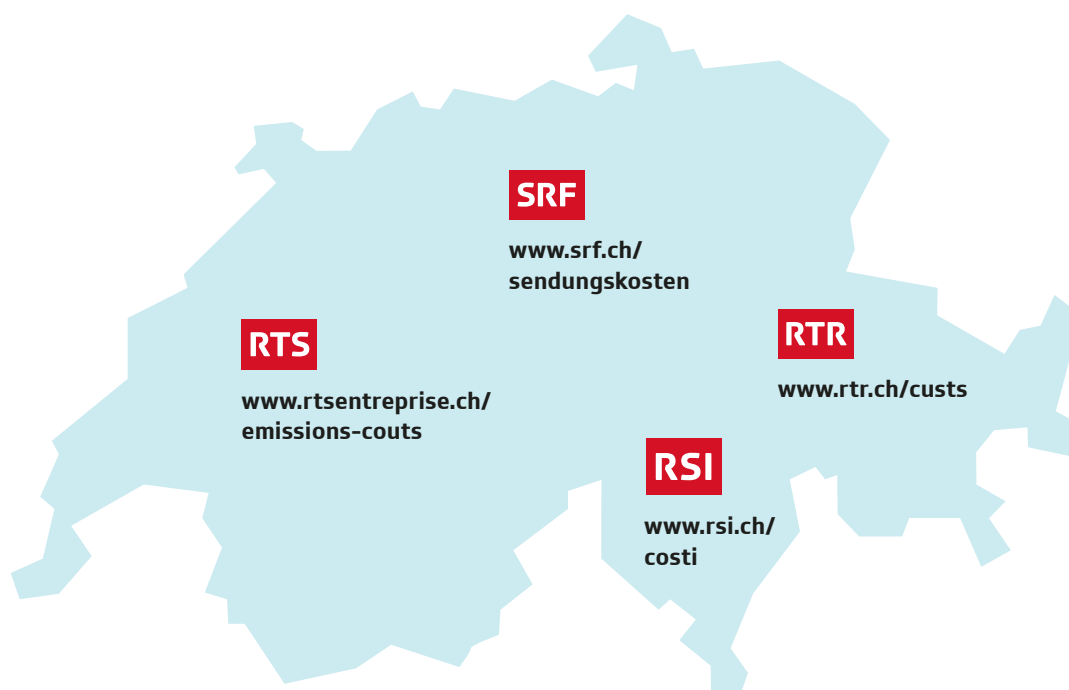 SRF
www.srf.ch/
sendungskosten
RTS
www.rtsentreprise.ch/
emissions-couts
RTR
www.rtr.ch/custs
RSI
www.rsi.ch/
costi